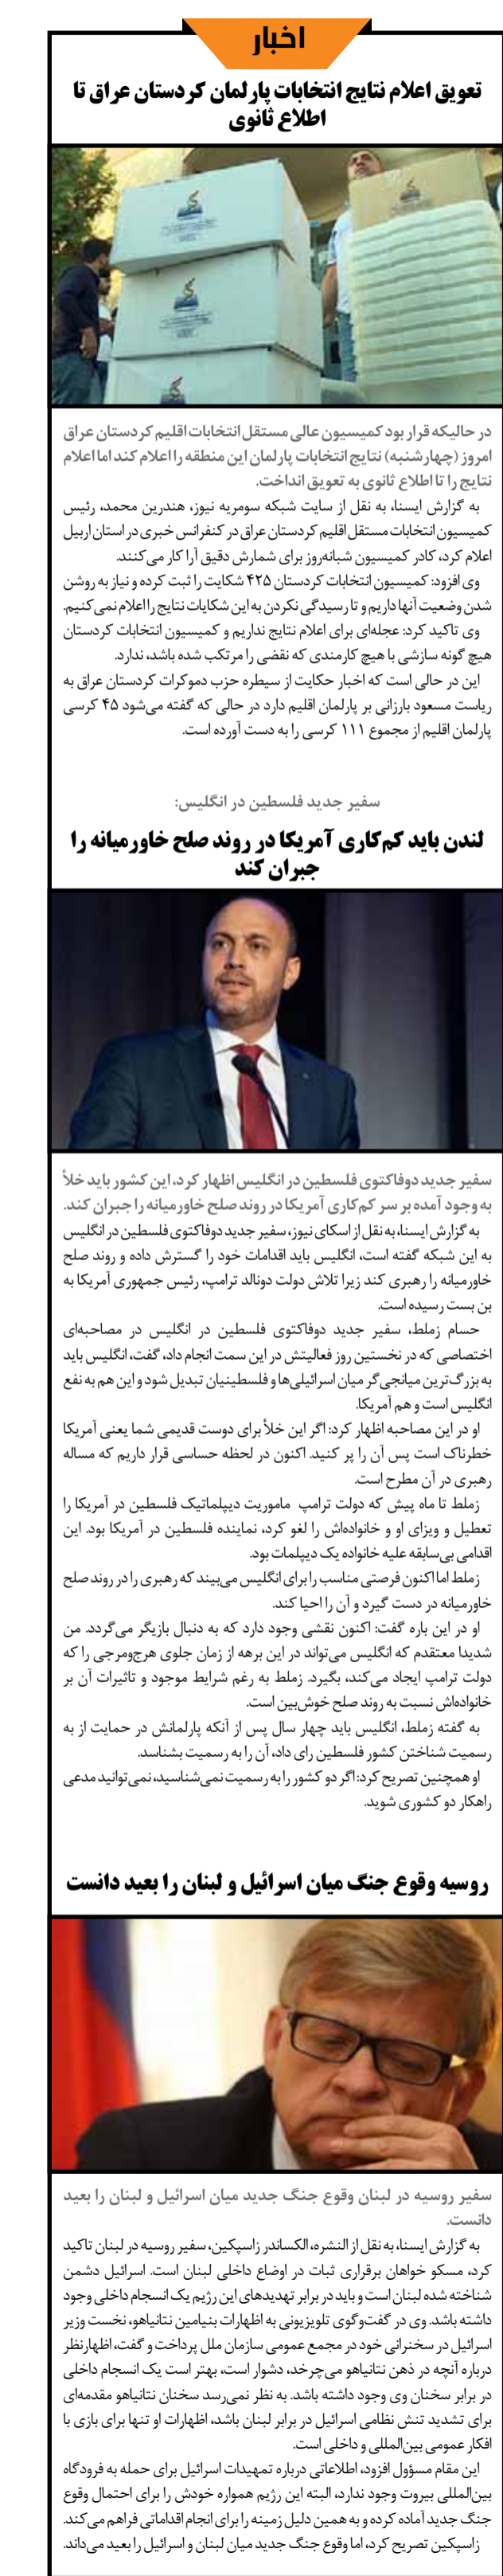 اخبار
تعویق اعلام نتایج انتخابات پارلمان کردستان عراق تا
اطلاع ثانوی
در حالیکه قرار بود کمیسیون عالی مستقل انتخابات اقلیم کردستان عراق
امروز (چهارشنبه) نتایج انتخابات پارلمان این منطقه را اعلام کند اما اعلام
نتایج را تا اطلاع ثانوی به تعویق انداخت.
به گزارش ایسنا، به نقل از سایت شبکه سومریه نیوز، هندرین محمد، رئیس
کمیسیون انتخابات مستقل اقلیم کردستان عراق در کنفرانس خبری در استان اربیل
اعلام کرد، کادر کمیسیون شبانه‌روز برای شمارش دقیق آرا کار می‌کنند.
وی افزود: کمیسیون انتخابات کردستان ۴۲۵ شکایت را ثبت کرده و نیاز به روشن
شدن وضعیت آنها داریم و تا رسیدگی نکردن به این شکایات نتایج را اعلام نمی‌کنیم.
وی تاکید کرد: عجله‌ای برای اعلام نتایج نداریم و کمیسیون انتخابات کردستان
هیچ گونه سازشی با هیچ کارمندی که نقضی را مرتکب شده باشد، ندارد.
این در حالی است که اخبار حکایت از سیطره حزب دموکرات کردستان عراق به
ریاست مسعود بارزانی بر پارلمان اقلیم دارد در حالی که گفته می‌شود ۴۵ کرسی
پارلمان اقلیم از مجموع ۱۱۱ کرسی را به دست آورده است.
سفیر جدید فلسطین در انگلیس:
لندن باید کم‌کاری آمریکا در روند صلح خاورمیانه را
جبران کند
سفیر جدید دوفاکتوی فلسطین در انگلیس اظهار کرد، این کشور باید خلأ
به وجود آمده بر سر کم‌کاری آمریکا در روند صلح خاورمیانه را جبران کند.
به گزارش ایسنا، به نقل از اسکای نیوز، سفیر جدید دوفاکتوی فلسطین در انگلیس
به این شبکه گفته است، انگلیس باید اقدامات خود را گسترش داده و روند صلح
خاورمیانه را رهبری کند زیرا تلاش دولت دونالد ترامپ، رئیس جمهوری آمریکا به
بن بست رسیده است.
حسام زملط، سفیر جدید دوفاکتوی فلسطین در انگلیس در مصاحبه‌ای
اختصاصی که در نخستین روز فعالیتش در این سمت انجام داد، گفت، انگلیس باید
به بزرگ‌ترین میانجی‌گر میان اسرائیلی‌ها و فلسطینیان تبدیل شود و این هم به نفع
انگلیس است و هم آمریکا.
او در این مصاحبه اظهار کرد: اگر این خلأ برای دوست قدیمی شما یعنی آمریکا
خطرناک است پس آن را پر کنید. اکنون در لحظه حساسی قرار داریم که مساله
رهبری در آن مطرح است.
زملط تا ماه پیش که دولت ترامپ ماموریت دیپلماتیک فلسطین در آمریکا را
تعطیل و ویزای او و خانواده‌اش را لغو کرد، نماینده فلسطین در آمریکا بود. این
اقدامی بی‌سابقه علیه خانواده یک دیپلمات بود.
زملط اما اکنون فرصتی مناسب را برای انگلیس می‌بیند که رهبری را در روند صلح
خاورمیانه در دست گیرد و آن را احیا کند.
او در این باره گفت: اکنون نقشی وجود دارد که به دنبال بازیگر می‌گردد. من
شدیدا معتقدم که انگلیس می‌تواند در این برهه از زمان جلوی هرج‌ومرجی را که
دولت ترامپ ایجاد می‌کند، بگیرد. زملط به رغم شرایط موجود و تاثیرات آن بر
خانواده‌اش نسبت به روند صلح خوش‌بین است.
به گفته زملط، انگلیس باید چهار سال پس از آنکه پارلمانش در حمایت از به
رسمیت شناختن کشور فلسطین رای داد، آن را به رسمیت بشناسد.
او همچنین تصریح کرد: اگر دو کشور را به رسمیت نمی‌شناسید، نمی‌توانید مدعی
راهکار دو کشوری شوید.
روسیه وقوع جنگ میان اسرائیل و لبنان را بعید دانست
سفیر روسیه در لبنان وقوع جنگ جدید میان اسرائیل و لبنان را بعید
دانست.
به گزارش ایسنا، به نقل از النشره، الکساندر زاسپکین، سفیر روسیه در لبنان تاکید
کرد، مسکو خواهان برقراری ثبات در اوضاع داخلی لبنان است. اسرائیل دشمن
شناخته شده لبنان است و باید در برابر تهدیدهای این رژیم یک انسجام داخلی وجود
داشته باشد. وی در گفت‌وگوی تلویزیونی به اظهارات بنیامین نتانیاهو، نخست وزیر
اسرائیل در سخنرانی خود در مجمع عمومی سازمان ملل پرداخت و گفت، اظهارنظر
درباره آنچه در ذهن نتانیاهو می‌چرخد، دشوار است، بهتر است یک انسجام داخلی
در برابر سخنان وی وجود داشته باشد. به نظر نمی‌رسد سخنان نتانیاهو مقدمه‌ای
برای تشدید تنش نظامی اسرائیل در برابر لبنان باشد، اظهارات او تنها برای بازی با
افکار عمومی بین‌المللی و داخلی است.
این مقام مسؤول افزود، اطلاعاتی درباره تمهیدات اسرائیل برای حمله به فرودگاه
بین‌المللی بیروت وجود ندارد، البته این رژیم همواره خودش را برای احتمال وقوع
جنگ جدید آماده کرده و به همین دلیل زمینه را برای انجام اقداماتی فراهم می‌کند.
زاسپکین تصریح کرد، اما وقوع جنگ جدید میان لبنان و اسرائیل را بعید می‌داند.